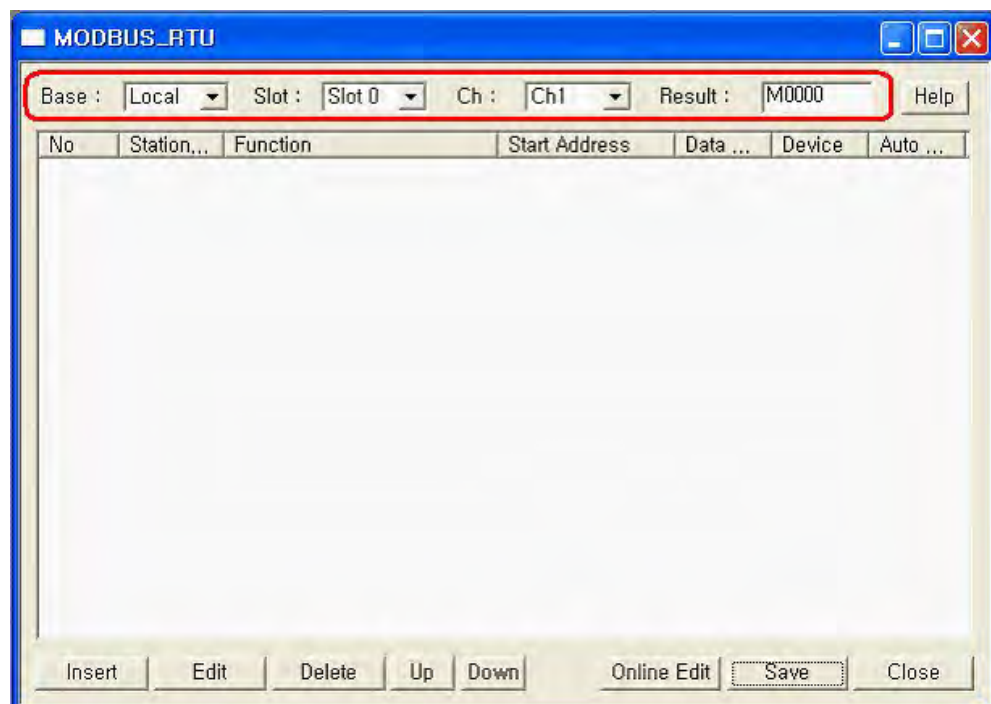 MODBUS_RTU
Base : Local Slot : Slot 0 Ch : Ch1 Result : M0000 Help
No Station... Function Start Address Data ... Device Auto ...
Insert Edit Delete Up Down Online Edit Save Close